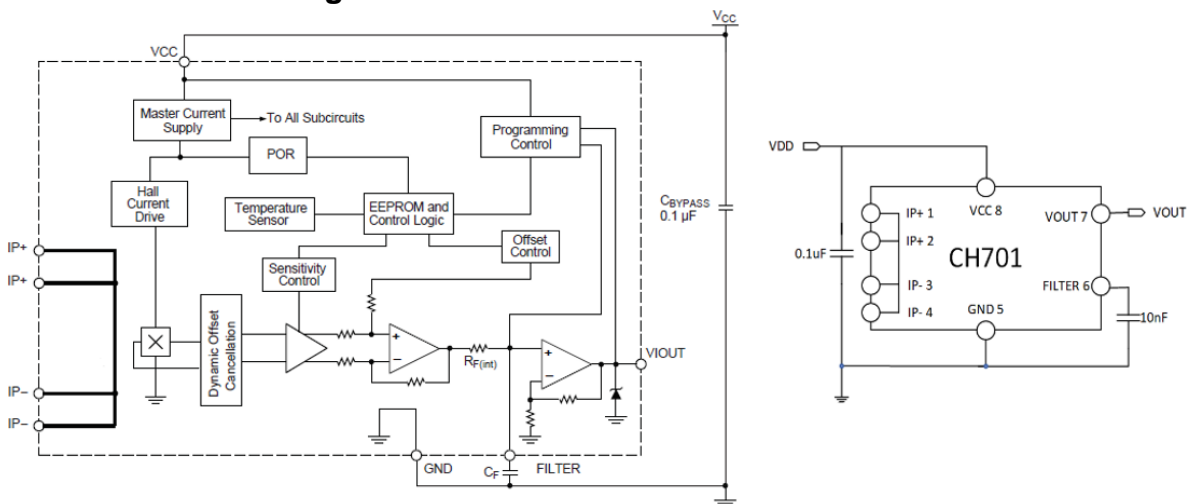 VCC
VCC
Master Current
Supply
To All Subcircuits
POR
Programming
Control
Hall
Current
Drive
Temperature
Sensor
EEPROM and
Control Logic
Offset
Control
Sensitivity
Control
CBYPASS
0.1 µF
IP+
IP+
IP−
IP−
Dynamic Offset
Cancellation
+
−
RF(int)
+
−
VIOUT
GND
CF
FILTER
VDD
VCC 8
IP+ 1
IP+ 2
IP- 3
IP- 4
VOUT 7
VOUT
0.1uF
CH701
FILTER 6
GND 5
10nF